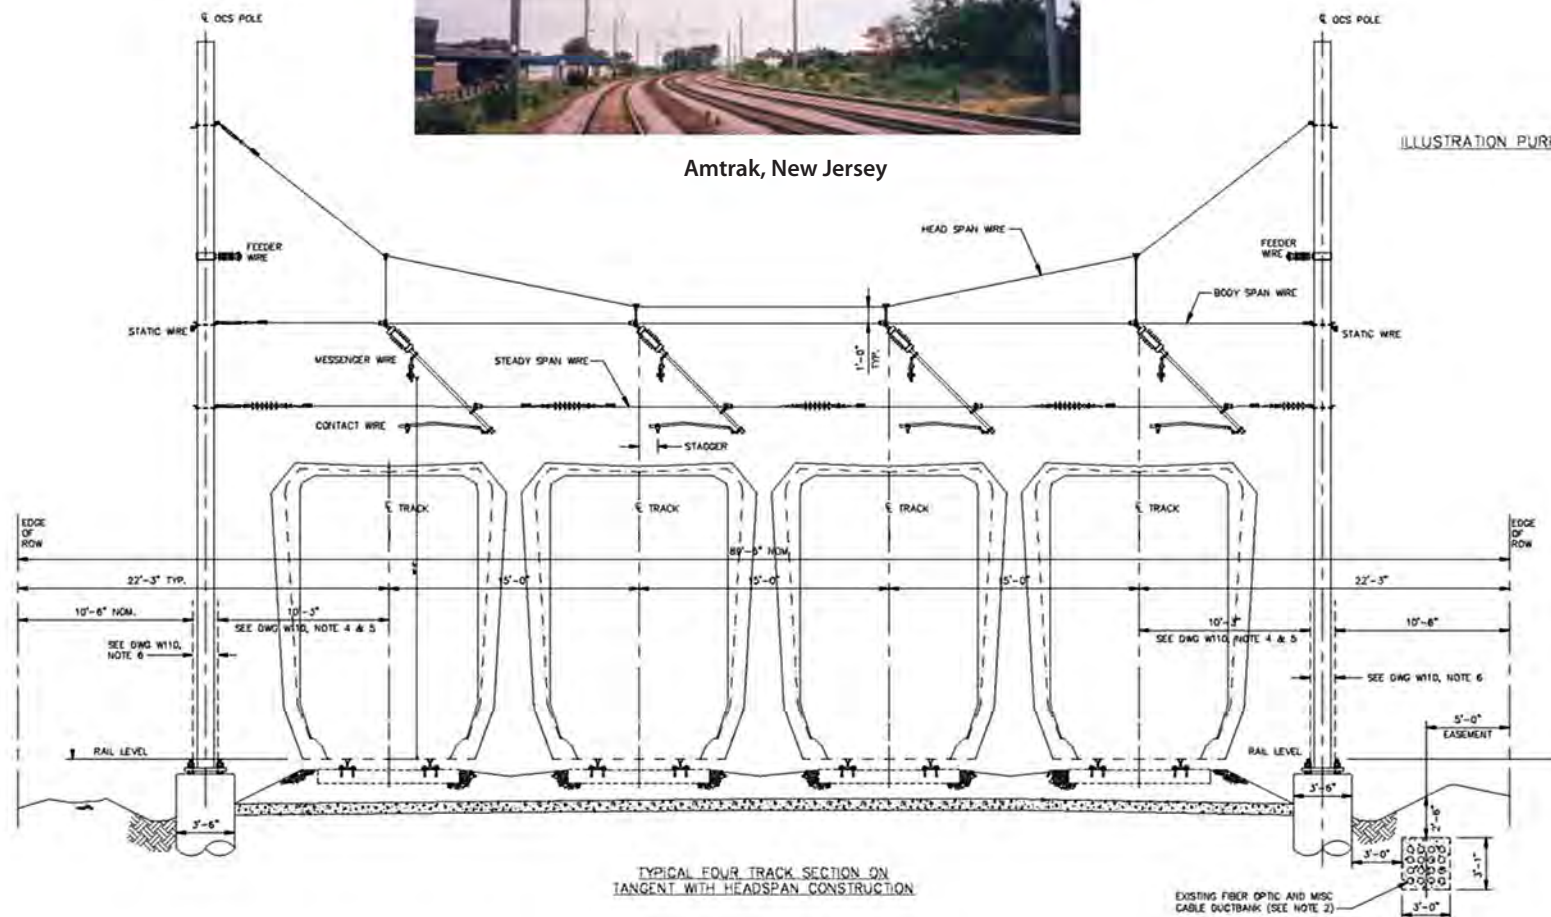 ℄ OCS POLE
℄ OCS POLE
ILLUSTRATION
Amtrak, New Jersey
HEAD SPAN WIRE
FEEDER
WIRE
FEEDER
WIRE
BODY SPAN WIRE
STATIC WIRE
STATIC WIRE
MESSENGER WIRE
STEADY SPAN WIRE
1'-0"
TYP.
CONTACT WIRE
STAGGER
℄ TRACK
℄ TRACK
℄ TRACK
℄ TRACK
EDGE
OF
ROW
EDGE
OF
ROW
NOM.
22'-3" TYP.
15'-0"
15'-0"
15'-0"
22'-3"
10'-6" NOM.
10'-3"
SEE DWG W110, NOTE 4 & 5
10'-3"
SEE DWG W110, NOTE 4 & 5
10'-6"
SEE DWG W110,
NOTE 6
SEE DWG W110, NOTE 6
5'-0"
EASEMENT
RAIL LEVEL
RAIL LEVEL
3'-6"
3'-6"
2'-6"
3'-0"
3'-1"
3'-0"
TYPICAL FOUR TRACK SECTION ON
TANGENT WITH HEADSPAN CONSTRUCTION
EXISTING FIBER OPTIC AND MISC
CABLE DUCTBANK (SEE NOTE 2)